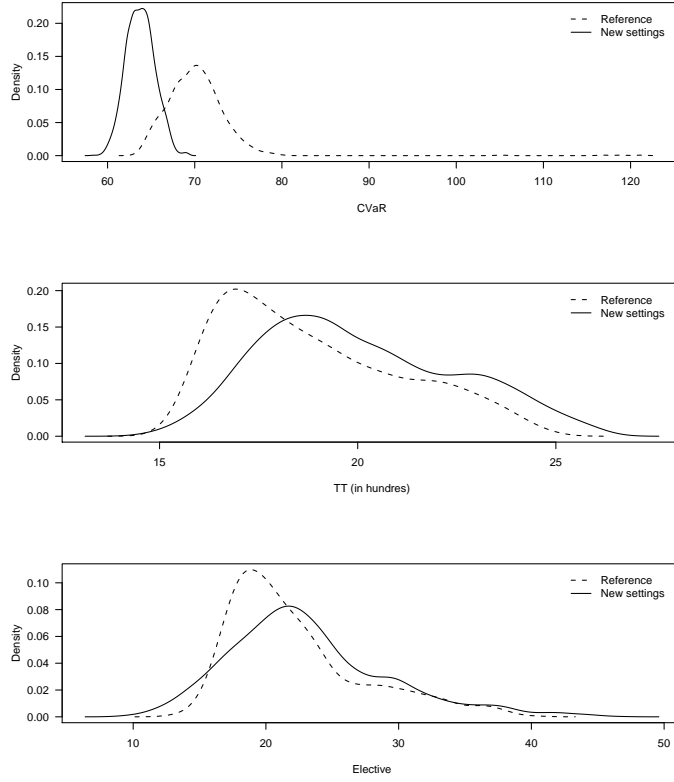 Reference
New settings
Density
0.20
0.15
0.10
0.05
0.00
60 70 80 90 100 110 120
CVaR
Reference
New settings
Density
0.20
0.15
0.10
0.05
0.00
15 20 25
TT (in hundres)
Reference
New settings
Density
0.10
0.08
0.06
0.04
0.02
0.00
10 20 30 40 50
Elective